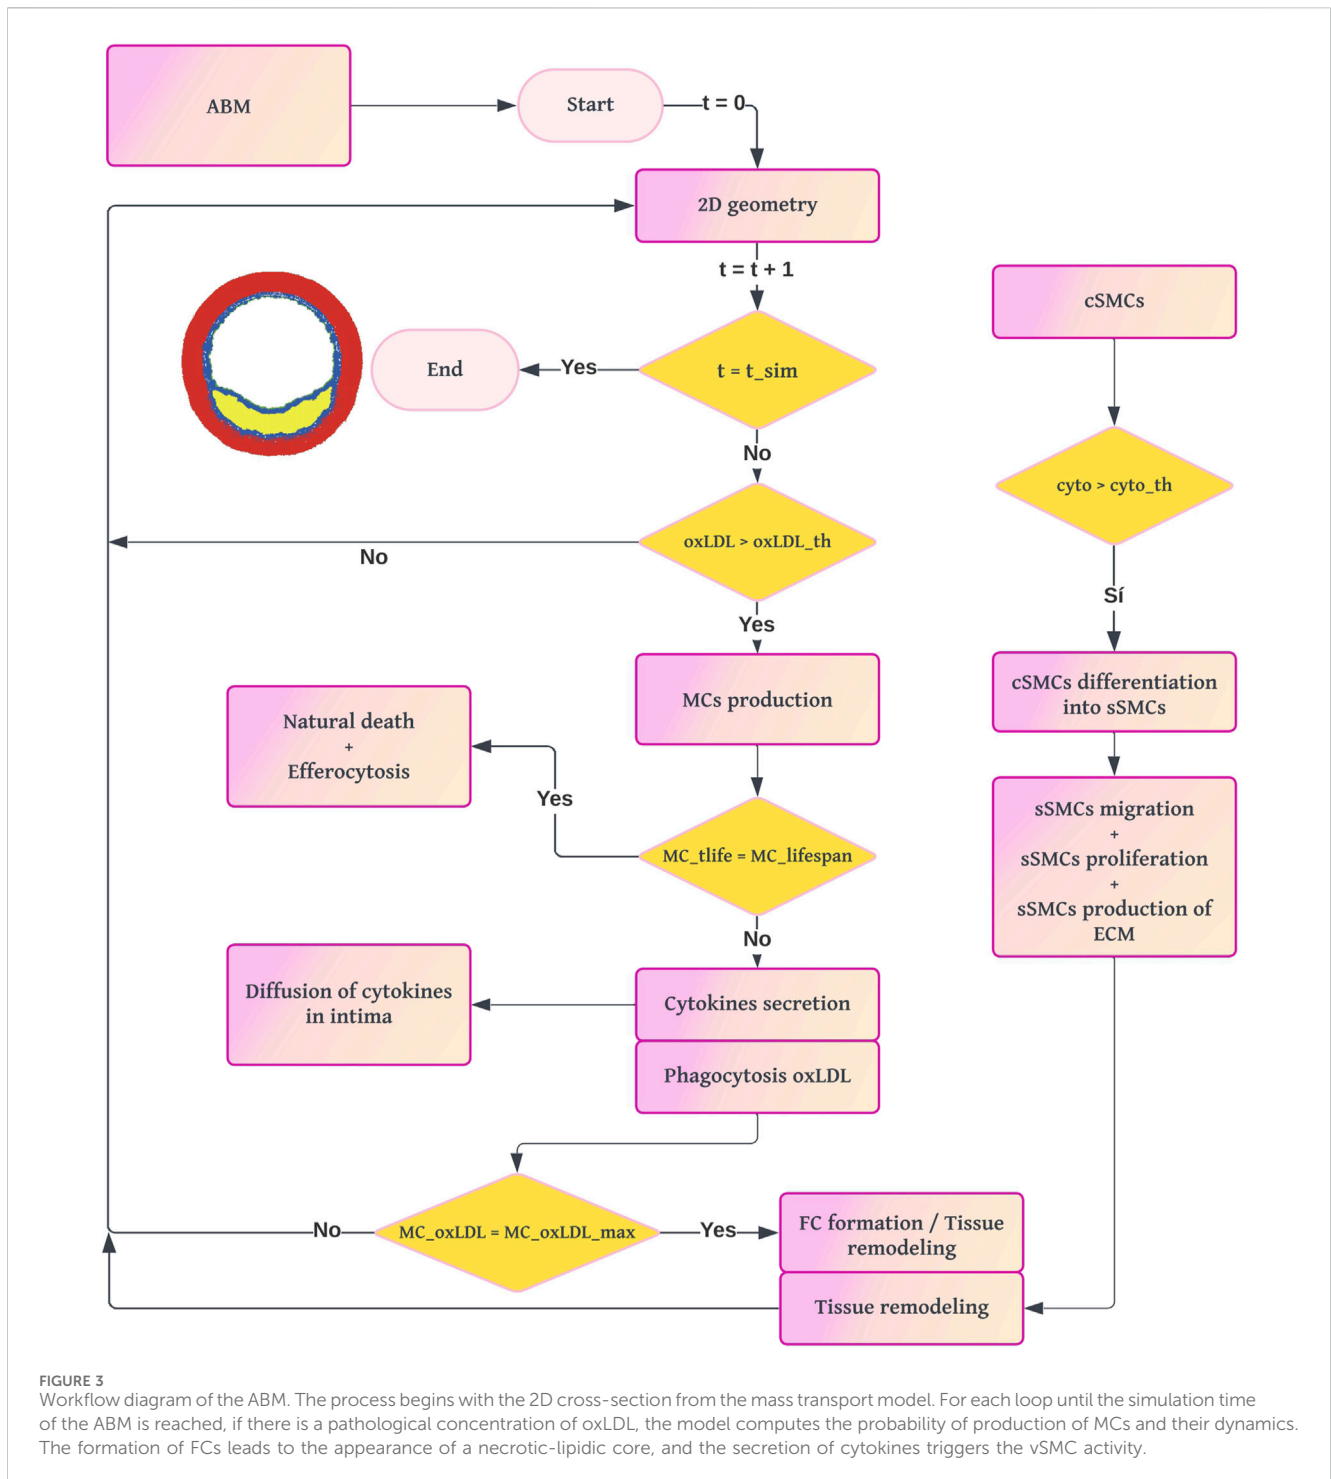 ABM
Start
t = 0
2D geometry
t = t + 1
cSMCs
t = t_sim
Yes
End
No
cyto > cyto_th
oxLDL > oxLDL_th
No
Sí
Yes
MCs production
cSMCs differentiation
into sSMCs
Natural death
+
Efferocytosis
Yes
MC_tlife = MC_lifespan
sSMCs migration
+
sSMCs proliferation
+
sSMCs production of
ECM
No
Cytokines secretion
Diffusion of cytokines
in intima
Phagocytosis oxLDL
MC_oxLDL = MC_oxLDL_max
No
Yes
FC formation / Tissue
remodeling
Tissue remodeling
FIGURE 3
Workflow diagram of the ABM. The process begins with the 2D cross-section from the mass transport model. For each loop until the simulation time
of the ABM is reached, if there is a pathological concentration of oxLDL, the model computes the probability of production of MCs and their dynamics.
The formation of FCs leads to the appearance of a necrotic-lipidic core, and the secretion of cytokines triggers the vSMC activity.